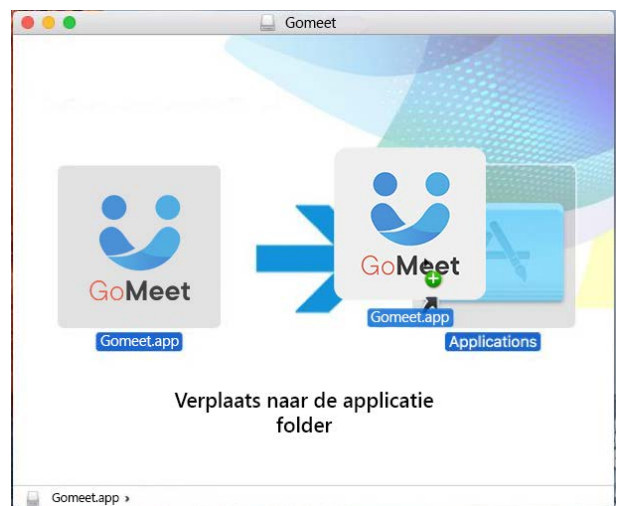 Gomeet
GoMeet
Gomeet.app
GoMeet
Gomeet.app
Applications
Verplaats naar de applicatie
folder
Gomeet.app ›